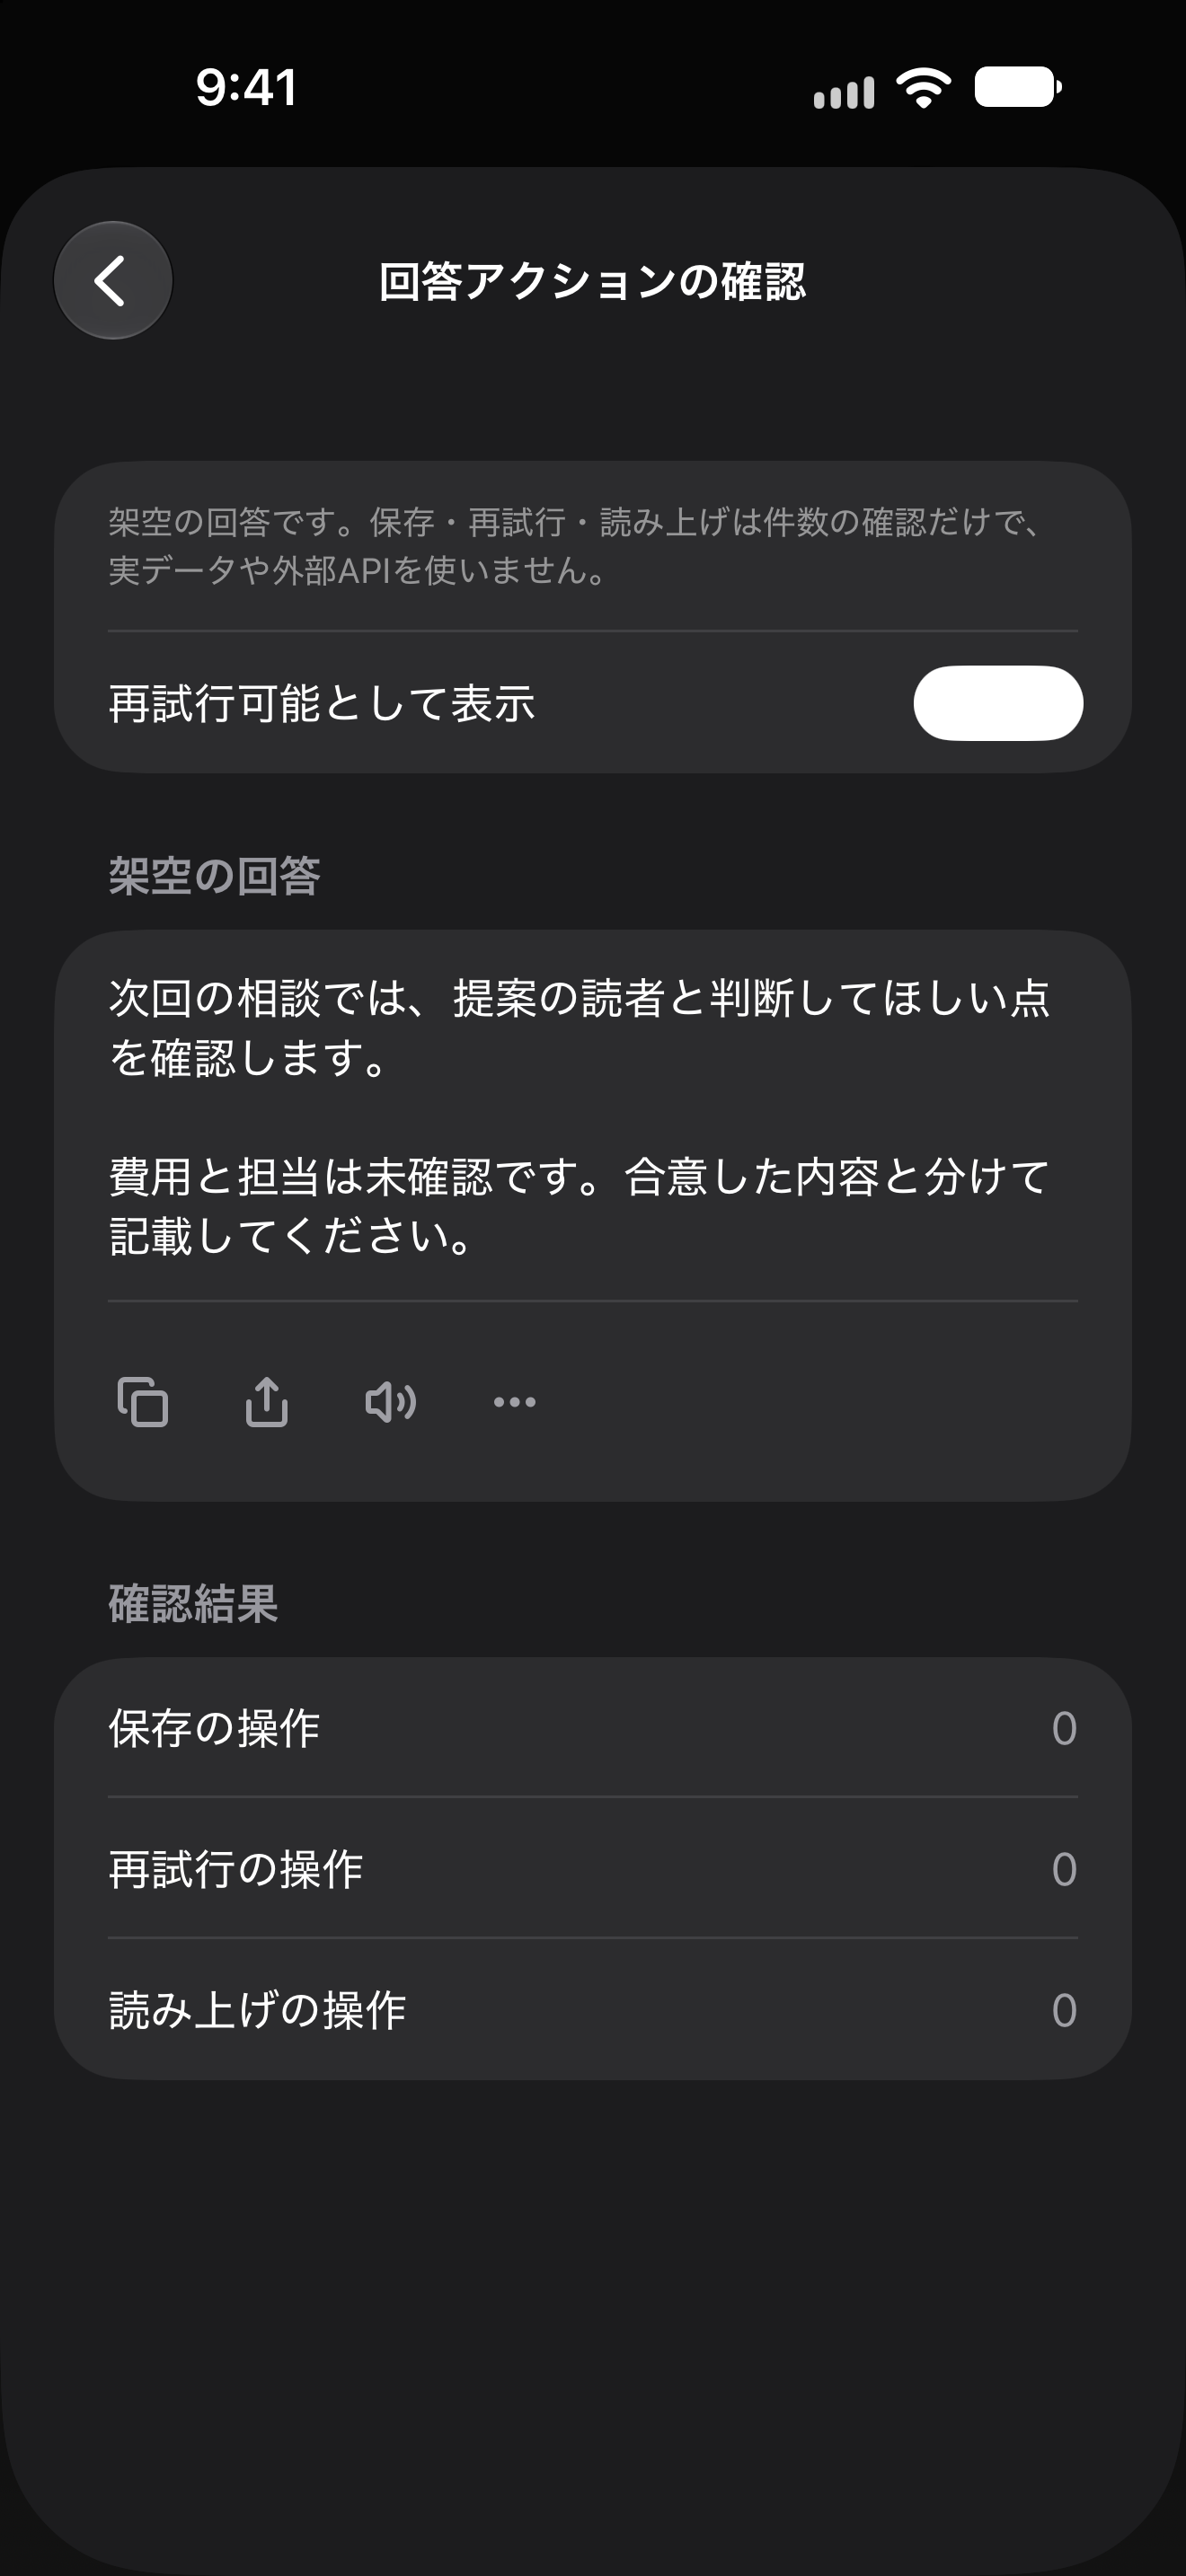 9:41
回答アクションの確認
架空の回答です。保存・再試行・読み上げは件数の確認だけで、
実データや外部APIを使いません。
再試行可能として表示
架空の回答
次回の相談では、提案の読者と判断してほしい点
を確認します。
費用と担当は未確認です。合意した内容と分けて
記載してください。
確認結果
保存の操作 0
再試行の操作 0
読み上げの操作 0